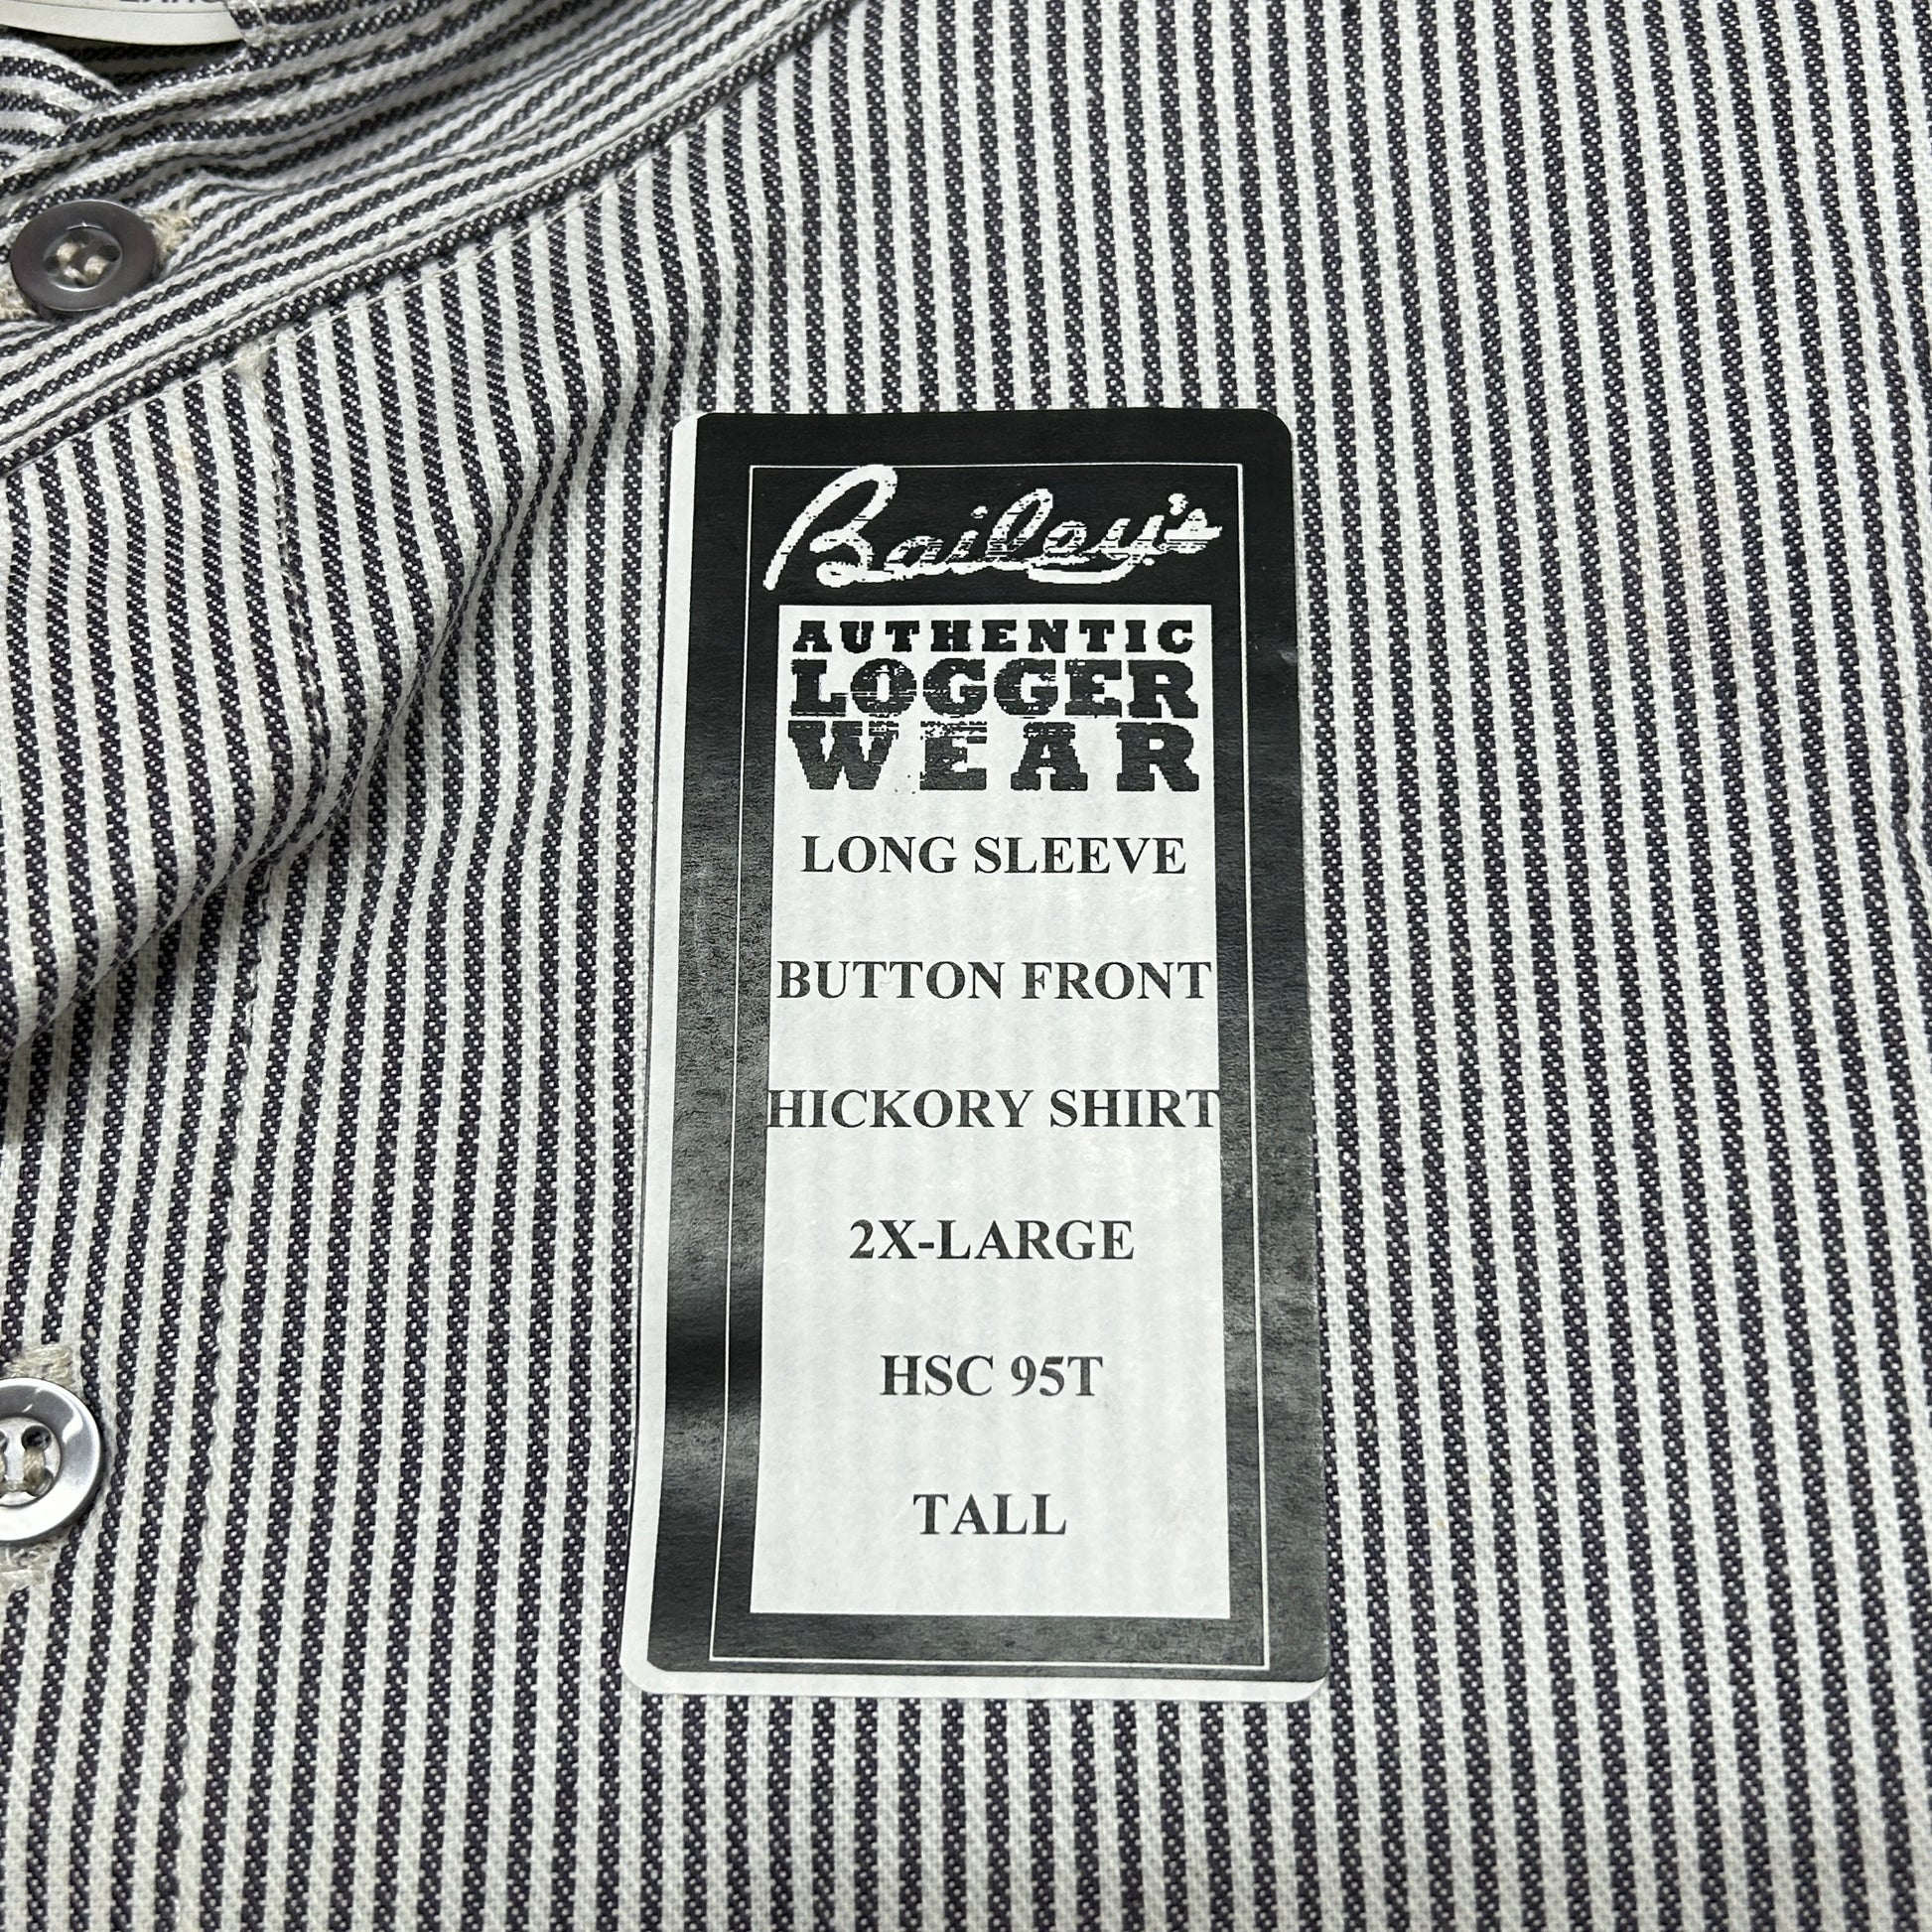 Bailey's
AUTHENTIC
LOGGER
WEAR
LONG SLEEVE
BUTTON FRONT
HICKORY SHIRT
2X-LARGE
HSC 95T
TALL